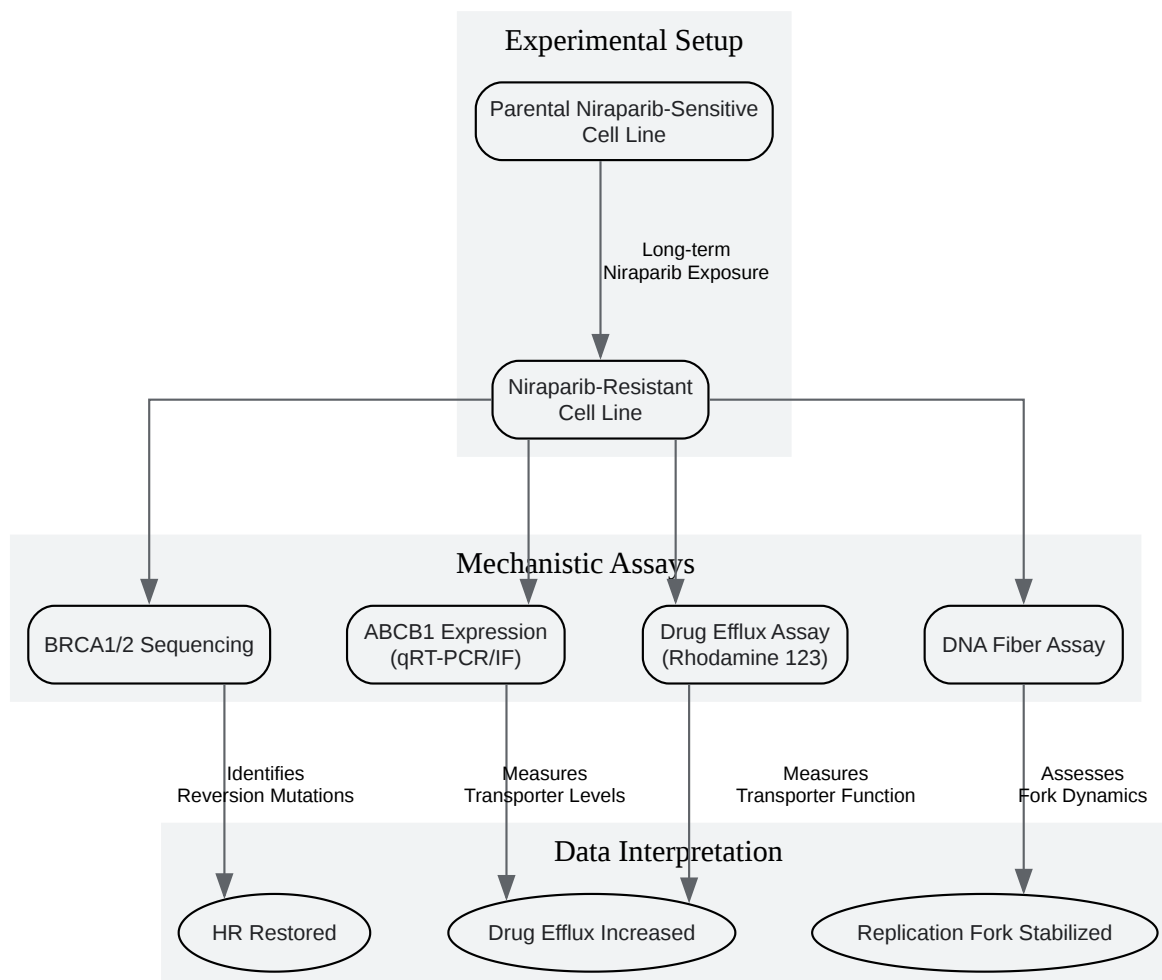 Experimental Setup
Parental Niraparib-Sensitive
Cell Line
Long-term
Niraparib Exposure
Niraparib-Resistant
Cell Line
Mechanistic Assays
BRCA1/2 Sequencing
ABCB1 Expression
(qRT-PCR/IF)
Drug Efflux Assay
(Rhodamine 123)
DNA Fiber Assay
Identifies
Reversion Mutations
Measures
Transporter Levels
Measures
Transporter Function
Assesses
Fork Dynamics
Data Interpretation
HR Restored
Drug Efflux Increased
Replication Fork Stabilized